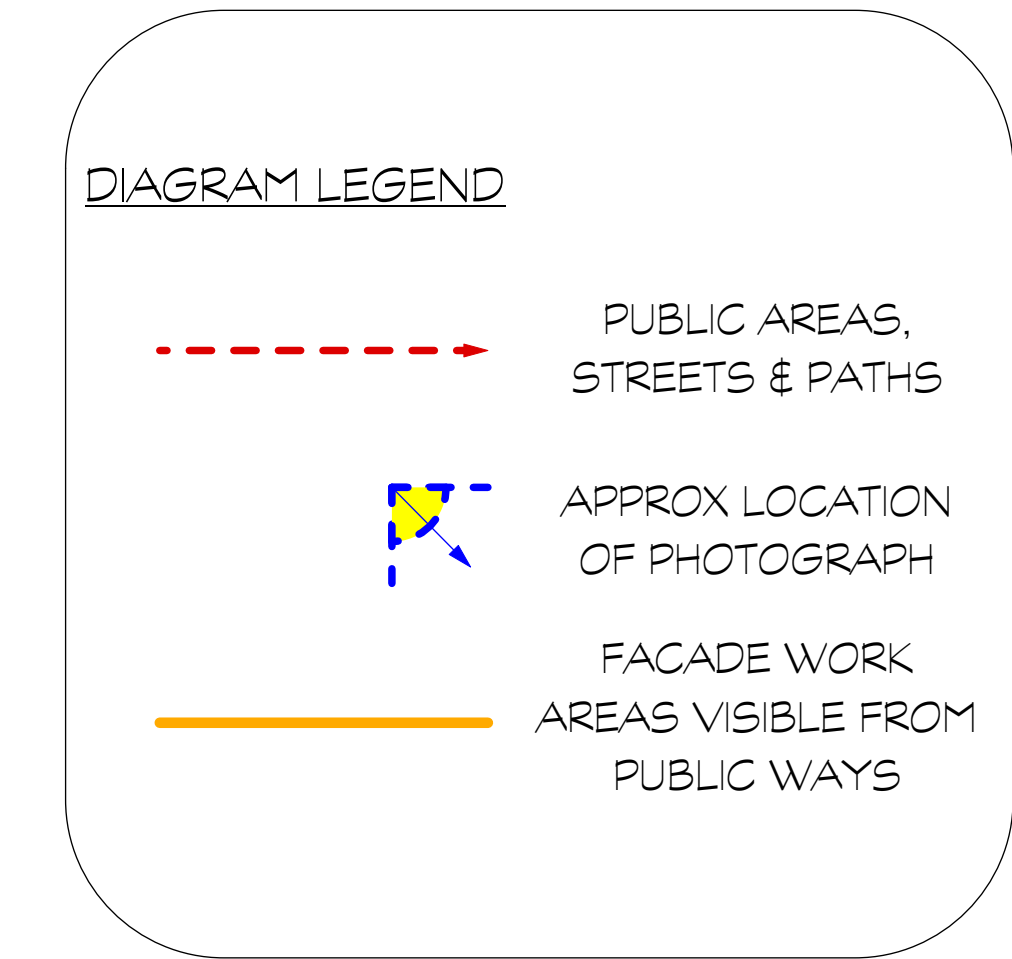 DIAGRAM LEGEND
PUBLIC AREAS,
STREETS & PATHS
APPROX LOCATION
OF PHOTOGRAPH
FACADE WORK
AREAS VISIBLE FROM
PUBLIC WAYS